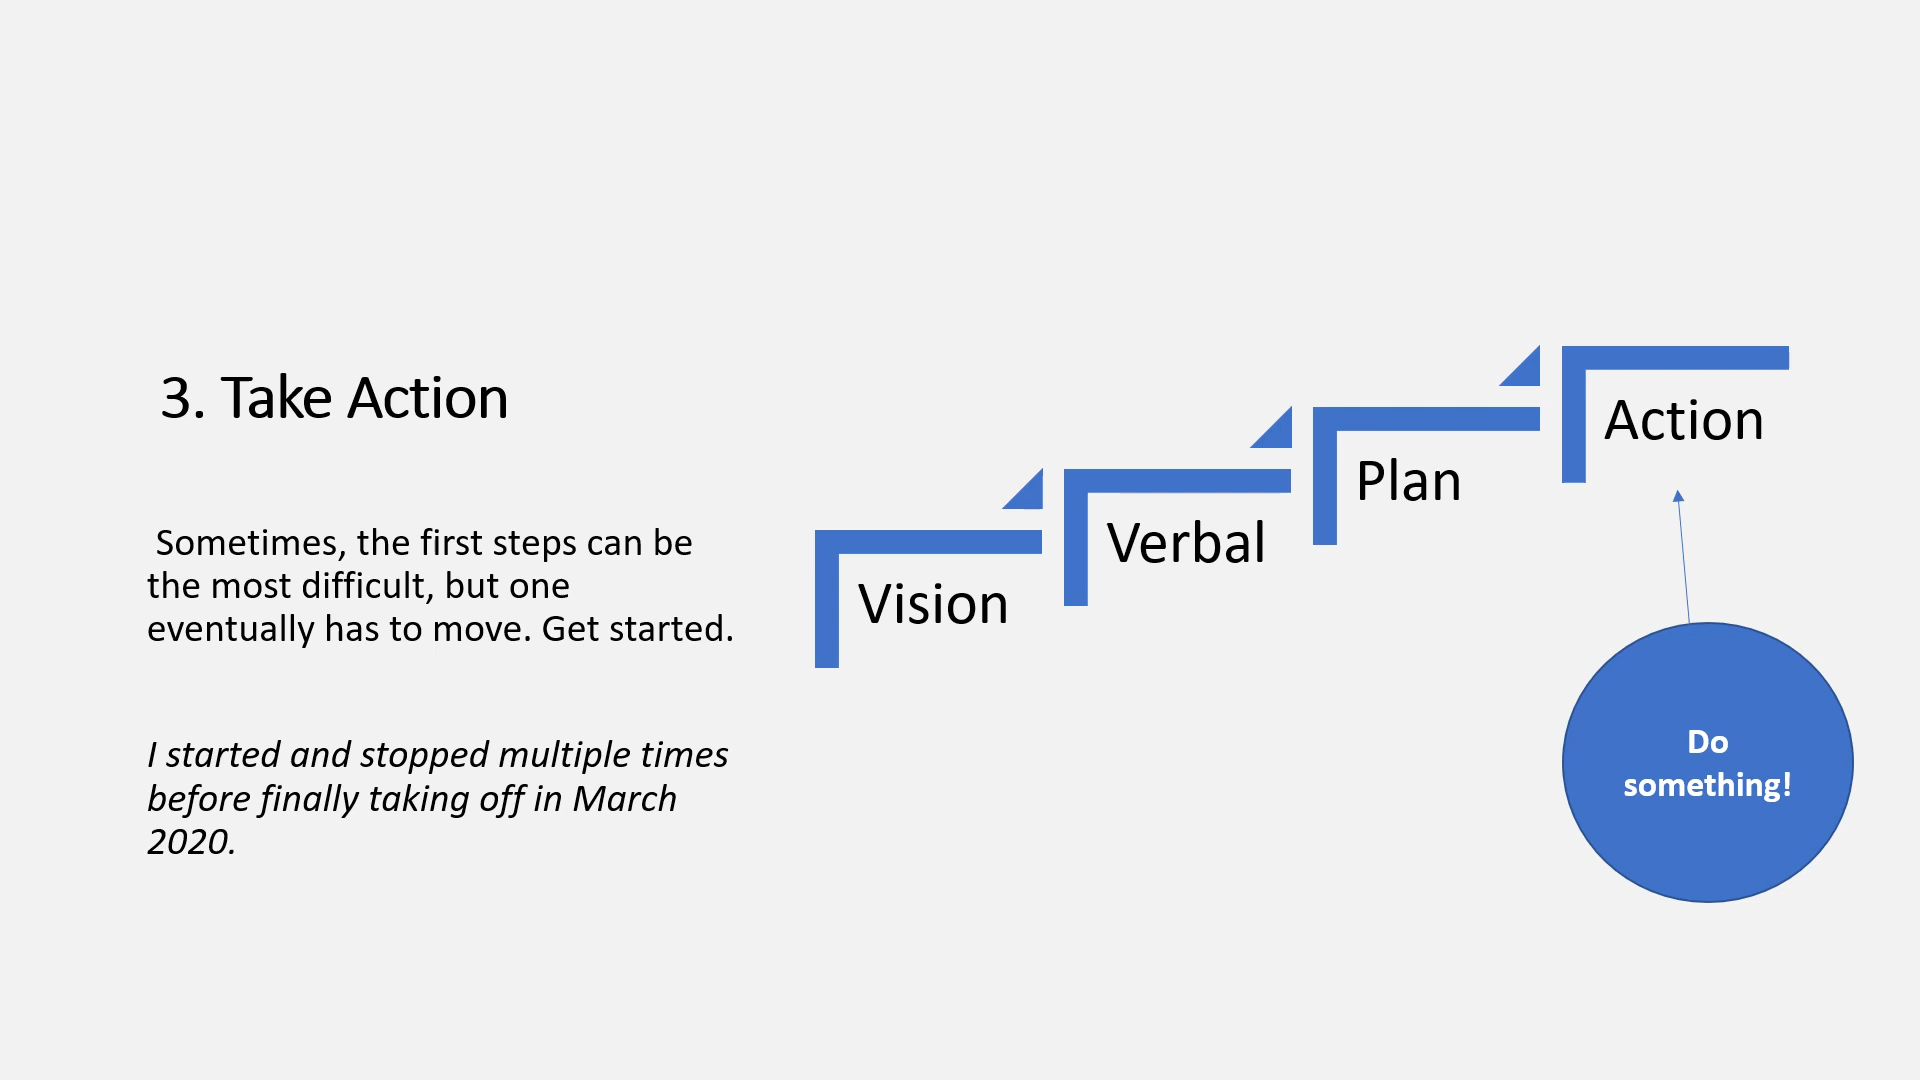 3. Take Action
Sometimes, the first steps can be
the most difficult, but one
eventually has to move. Get started.
I started and stopped multiple times
before finally taking off in March
2020.
Vision
Verbal
Plan
Action
Do
something!